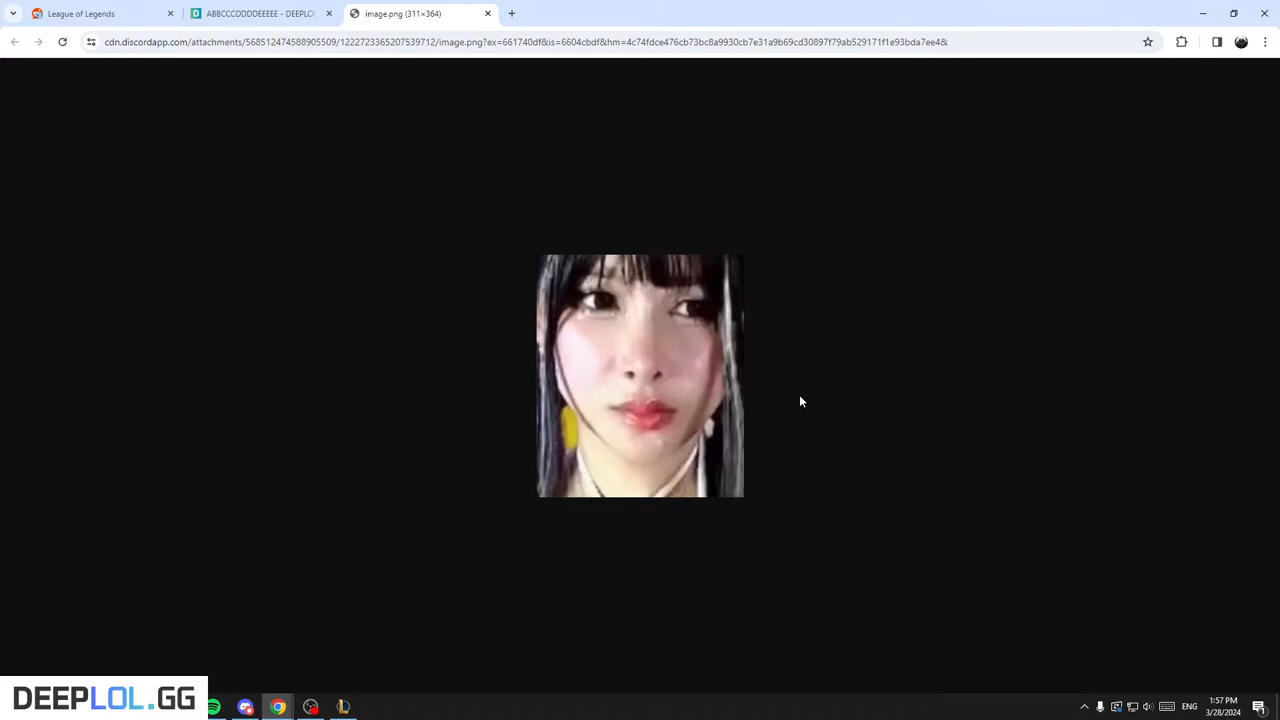 League of Legends
ABBCCCDDDDEEEEE - DEEPLOL
image.png (311×364)
cdn.discordapp.com/attachments/568512474588905509/1222723365207539712/image.png?ex=661740df&is=6604cbdf&hm=4c74fdce476cb73bc8a9930cb7e31a9b69cd30897f79ab529171f1e93bda7ee4&
DEEPLOL.GG
ENG
1:57 PM
3/28/2024
1